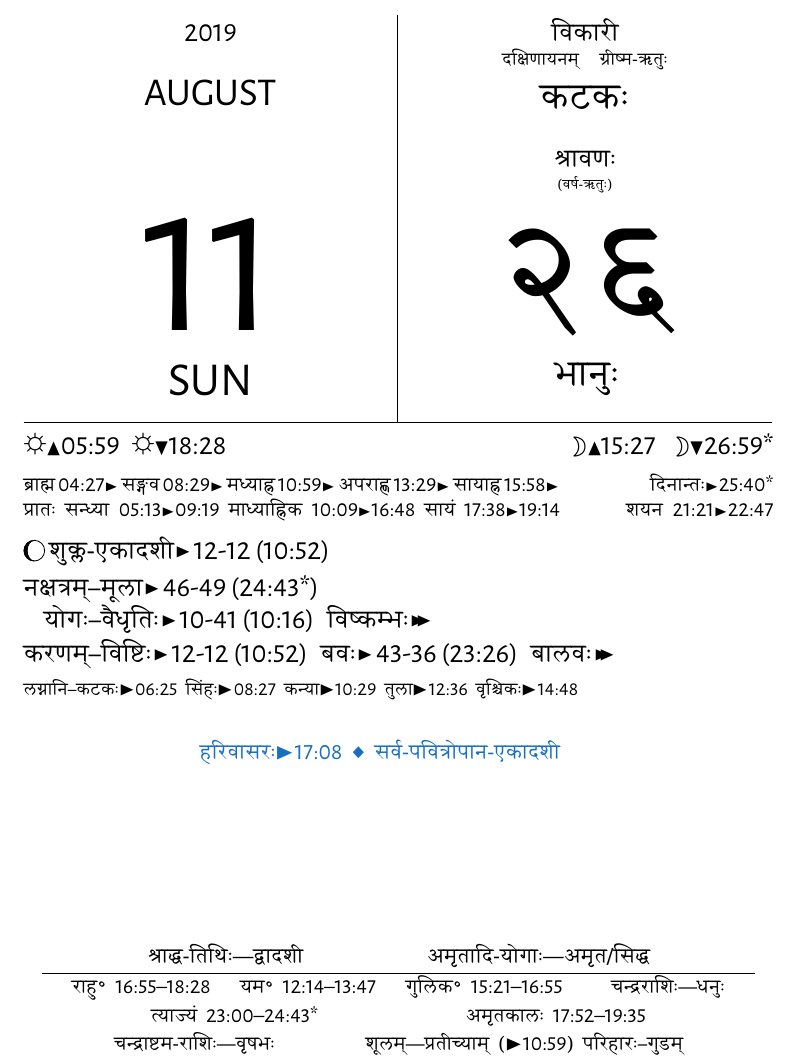 2019
AUGUST
11
SUN
विकारी
दक्षिणायनम् ग्रीष्म-ऋतुः
कटकः
श्रावणः
(वर्ष-ऋतुः)
२६
भानुः
☼▲05:59 ☼▼18:28 ☽▲15:27 ☽▼26:59*
ब्राह्म 04:27► सङ्गव 08:29► मध्याह्न 10:59► अपराह्ण 13:29► सायाह्न 15:58► दिनान्तः►25:40*
प्रातः सन्ध्या 05:13►09:19 माध्याह्निक 10:09►16:48 सायं 17:38►19:14 शयन 21:21►22:47
शुक्ल-एकादशी►12-12 (10:52)
नक्षत्रम्–मूला►46-49 (24:43*)
योगः–वैधृतिः►10-41 (10:16) विष्कम्भः►►
करणम्–विष्टिः►12-12 (10:52) बवः►43-36 (23:26) बालवः►►
लग्नानि–कटकः►06:25 सिंहः►08:27 कन्या►10:29 तुला►12:36 वृश्चिकः►14:48
हरिवासरः►17:08 ◆ सर्व-पवित्रोपान-एकादशी
श्राद्ध-तिथिः—द्वादशी अमृतादि-योगाः—अमृत/सिद्ध
राहु° 16:55–18:28 यम° 12:14–13:47 गुलिक° 15:21–16:55 चन्द्रराशिः—धनुः
त्याज्यं 23:00–24:43* अमृतकालः 17:52–19:35
चन्द्राष्टम-राशिः—वृषभः शूलम्—प्रतीच्याम् (►10:59) परिहारः–गुडम्